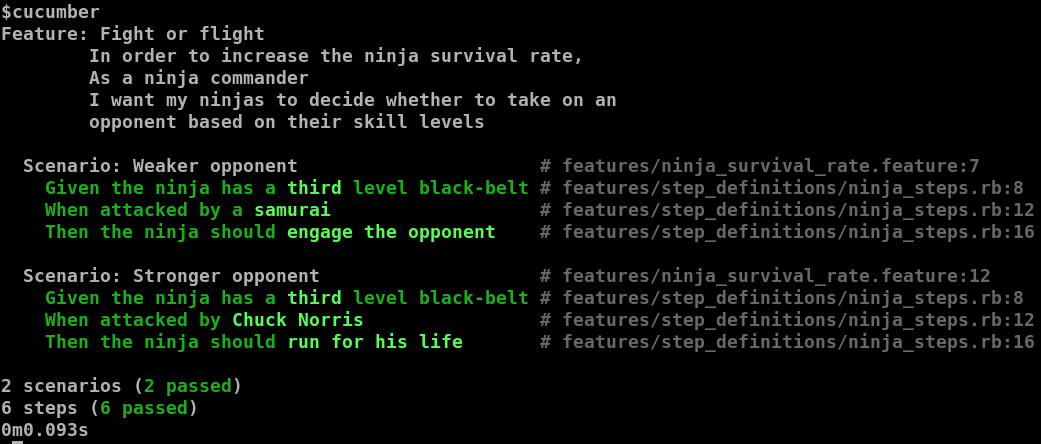 $cucumber
Feature: Fight or flight
        In order to increase the ninja survival rate,
        As a ninja commander
        I want my ninjas to decide whether to take on an
        opponent based on their skill levels

  Scenario: Weaker opponent                      # features/ninja_survival_rate.feature:7
    Given the ninja has a third level black-belt # features/step_definitions/ninja_steps.rb:8
    When attacked by a samurai                   # features/step_definitions/ninja_steps.rb:12
    Then the ninja should engage the opponent    # features/step_definitions/ninja_steps.rb:16

  Scenario: Stronger opponent                    # features/ninja_survival_rate.feature:12
    Given the ninja has a third level black-belt # features/step_definitions/ninja_steps.rb:8
    When attacked by Chuck Norris                # features/step_definitions/ninja_steps.rb:12
    Then the ninja should run for his life       # features/step_definitions/ninja_steps.rb:16

2 scenarios (2 passed)
6 steps (6 passed)
0m0.093s